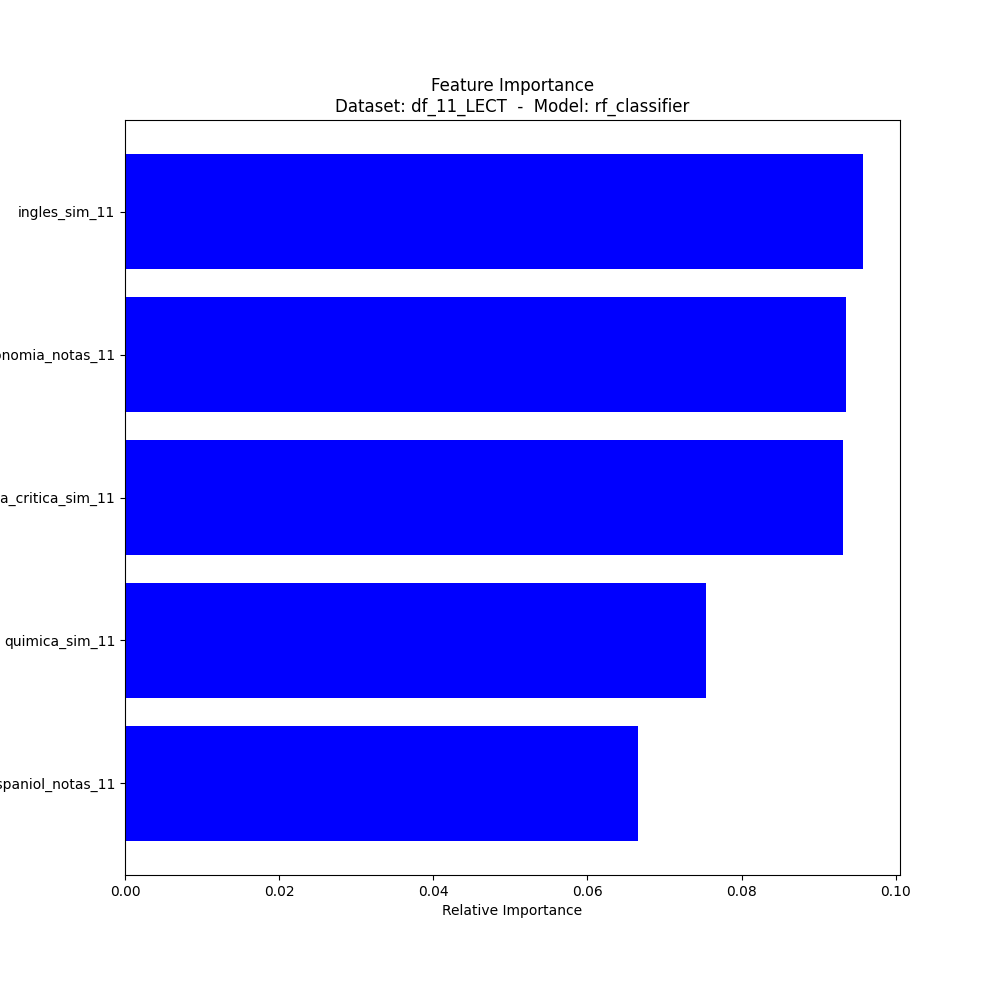 Feature Importance
Dataset: df_11_LECT - Model: rf_classifier
ingles_sim_11
onomia_notas_11
a_critica_sim_11
quimica_sim_11
spaniol_notas_11
0.00 0.02 0.04 0.06 0.08 0.10
Relative Importance